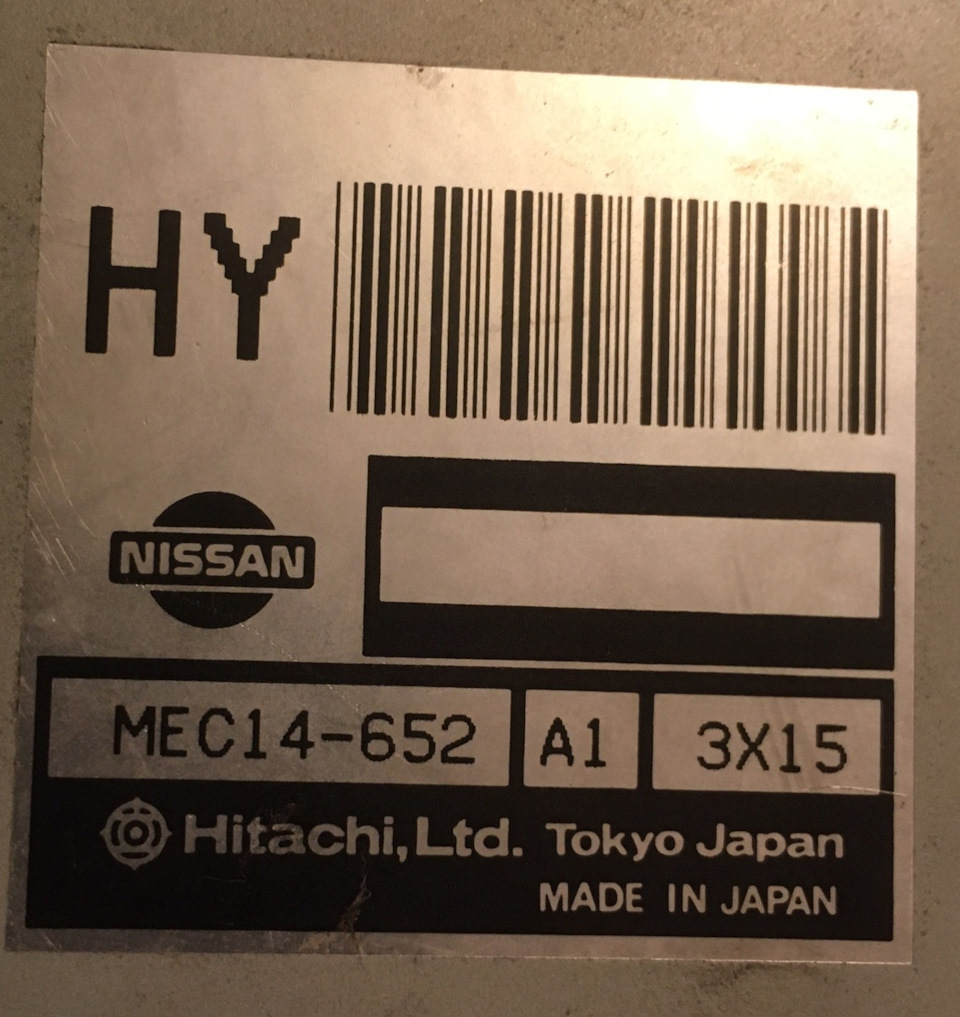 HY
NISSAN
MEC14-652 A1 3X15
Hitachi, Ltd. Tokyo Japan
MADE IN JAPAN